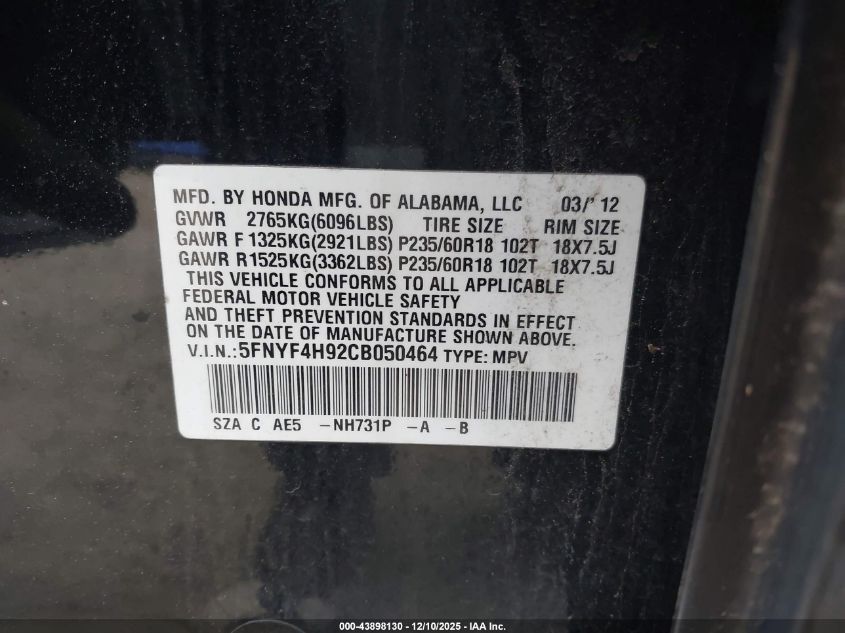 MFD. BY HONDA MFG. OF ALABAMA, LLC 03/'12
GVWR 2765KG(6096LBS) TIRE SIZE RIM SIZE
GAWR F 1325KG(2921LBS) P235/60R18 102T 18X7.5J
GAWR R1525KG(3362LBS) P235/60R18 102T 18X7.5J
THIS VEHICLE CONFORMS TO ALL APPLICABLE
FEDERAL MOTOR VEHICLE SAFETY
AND THEFT PREVENTION STANDARDS IN EFFECT
ON THE DATE OF MANUFACTURE SHOWN ABOVE.
V.I.N.:5FNYF4H92CB050464 TYPE: MPV
SZA C AE5 -NH731P -A -B
000-43898130 - 12/10/2025 - IAA Inc.